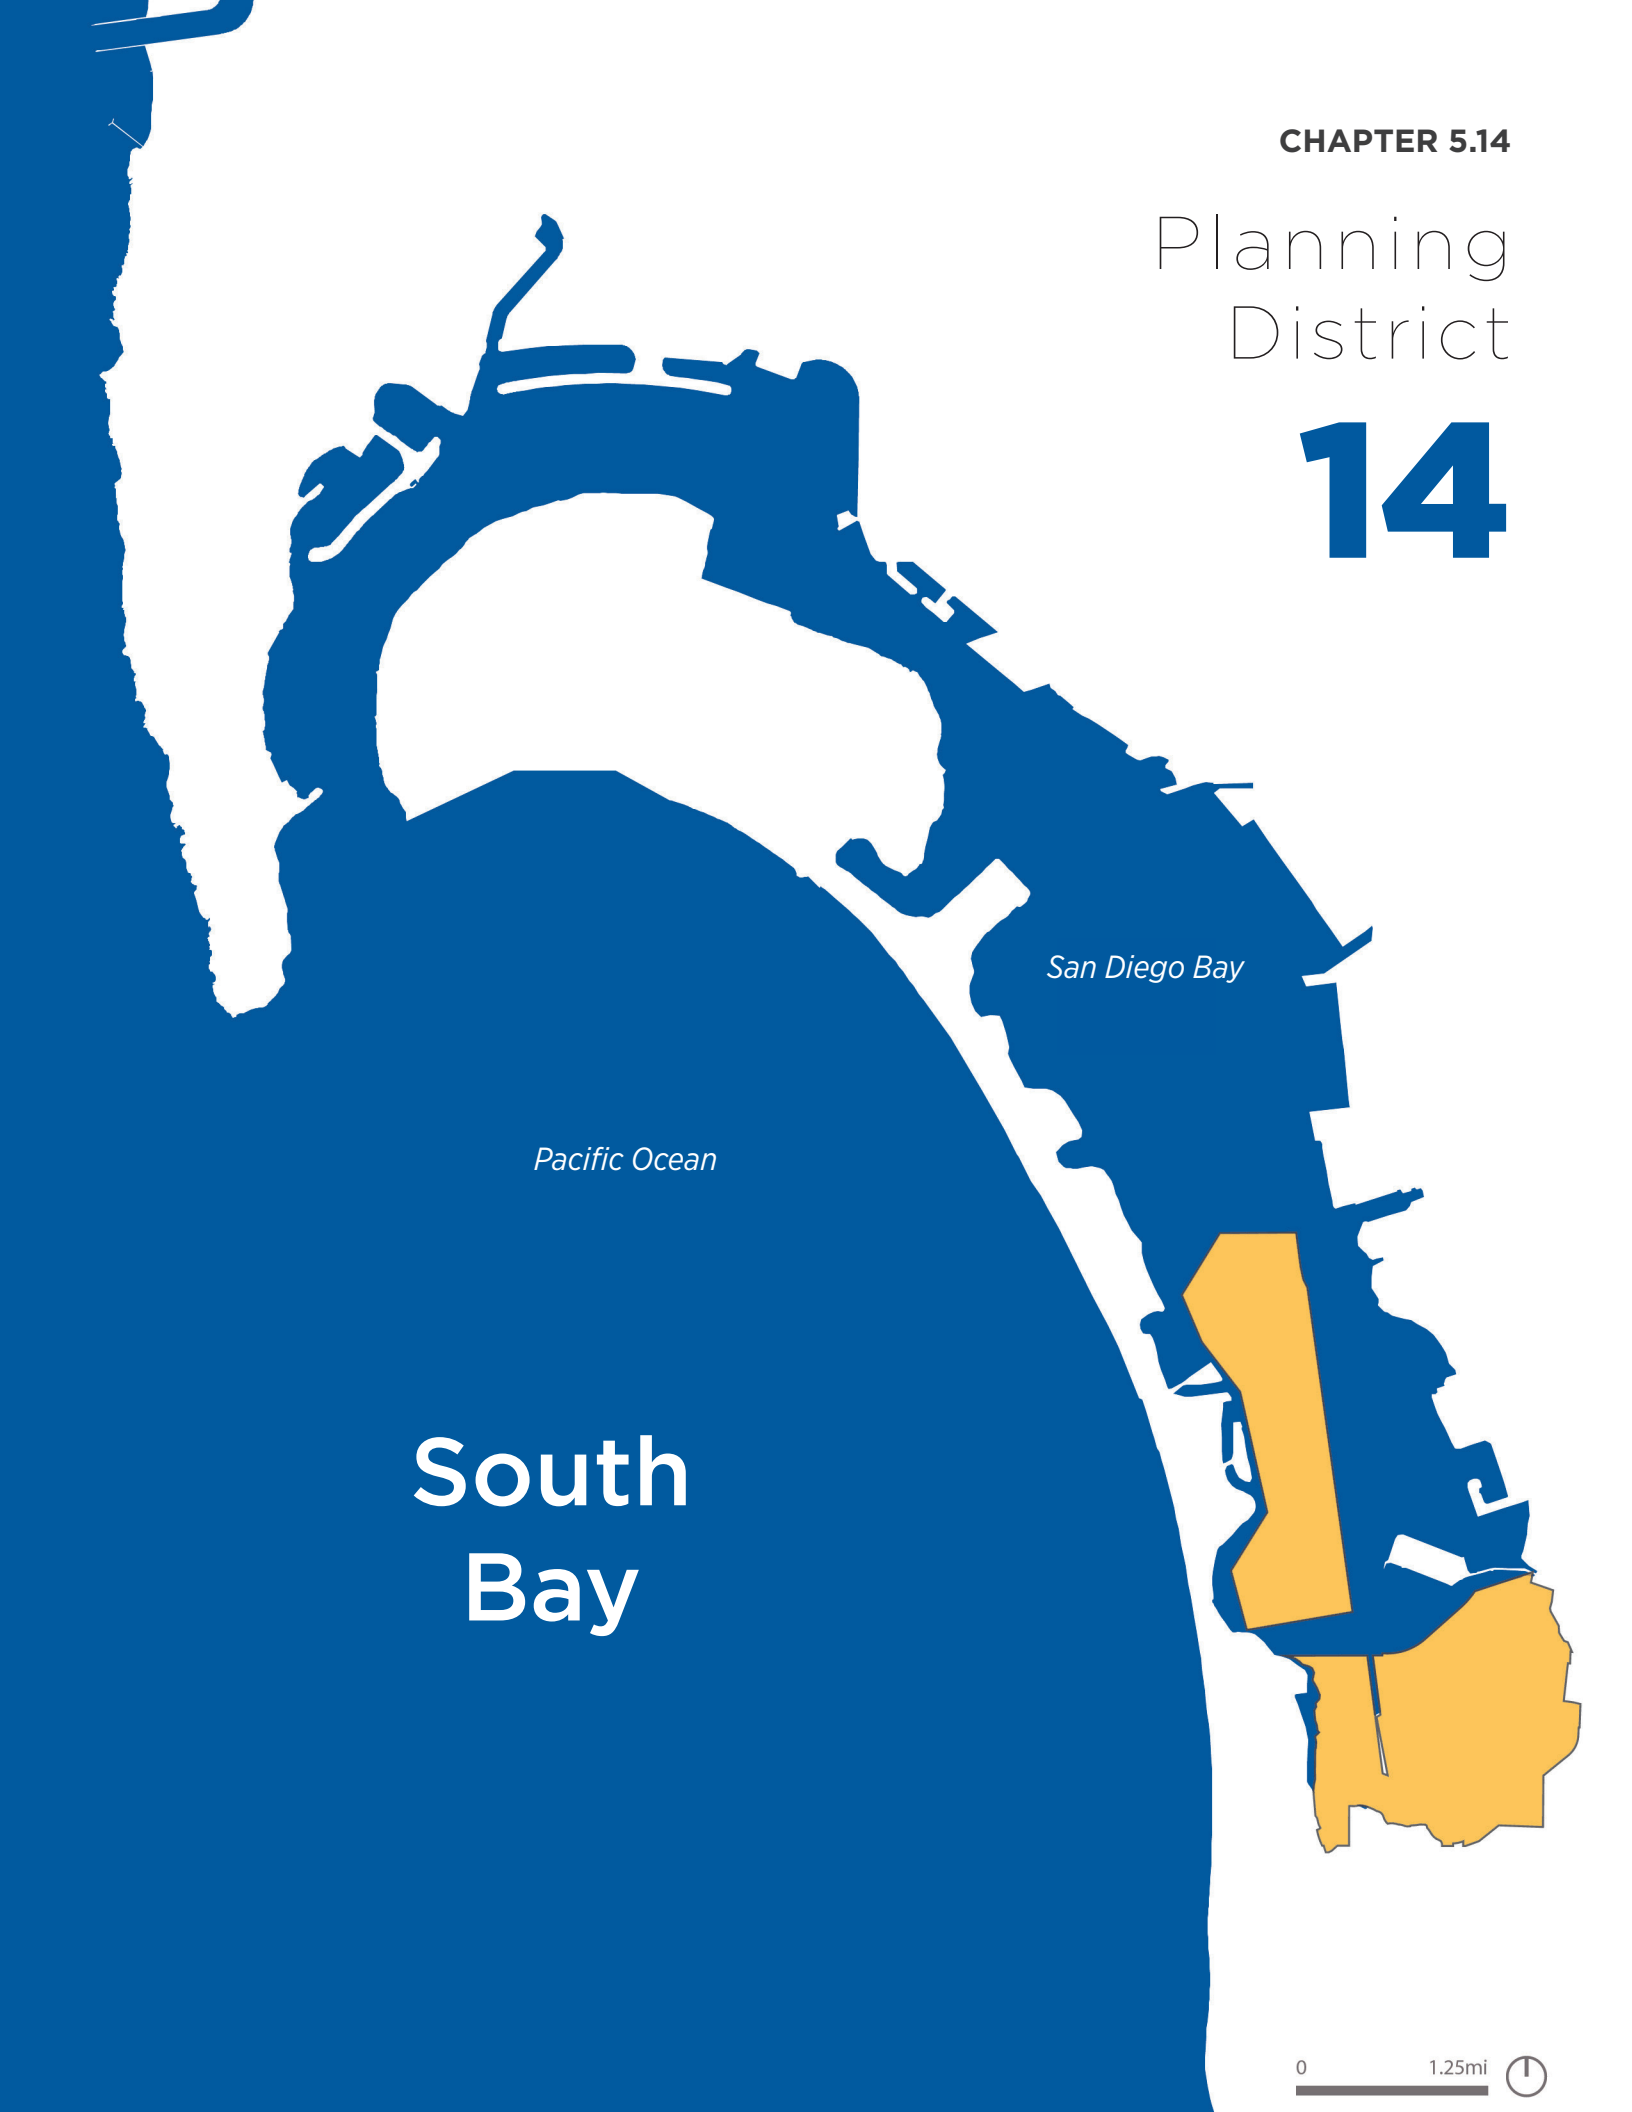 CHAPTER 5.14
Planning
District
14
San Diego Bay
Pacific Ocean
South
Bay
0 1.25mi